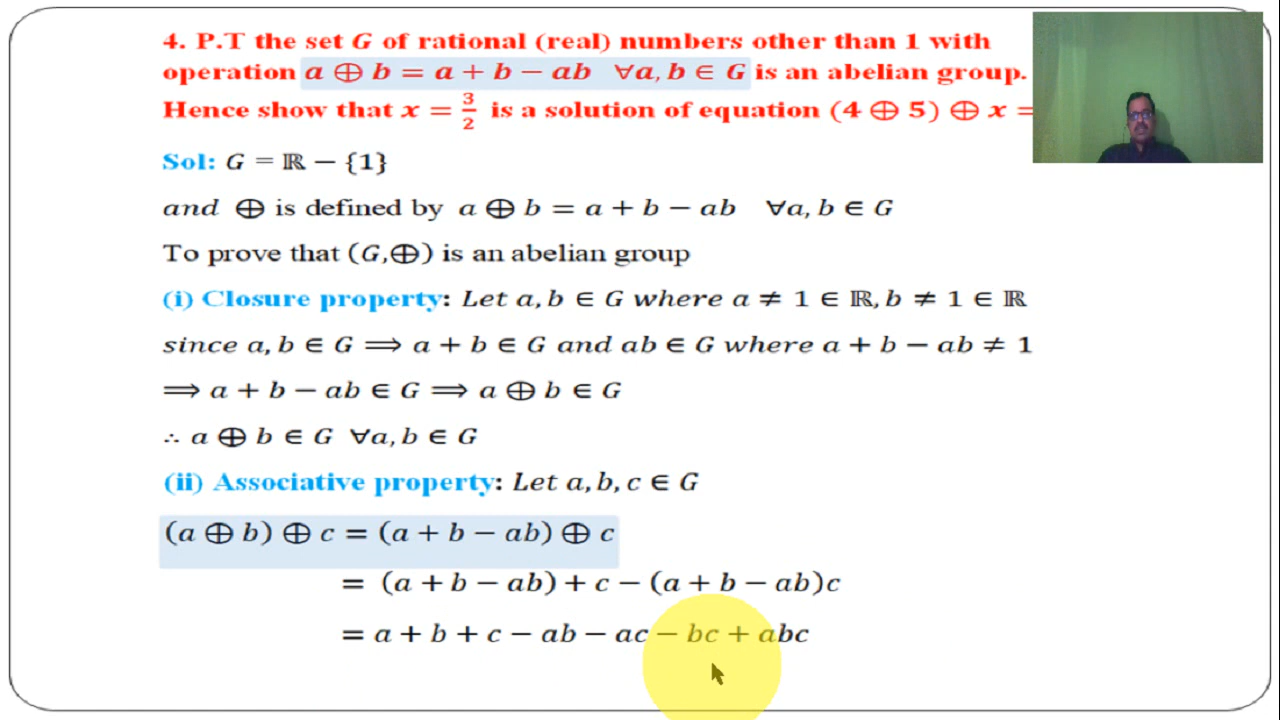 4. P.T the set G of rational (real) numbers other than 1 with
operation a ⊕ b = a + b − ab ∀a, b ∈ G is an abelian group.
Hence show that x = 3/2 is a solution of equation (4 ⊕ 5) ⊕ x =
Sol: G = ℝ − {1}
and ⊕ is defined by a ⊕ b = a + b − ab ∀a, b ∈ G
To prove that (G,⊕) is an abelian group
(i) Closure property: Let a, b ∈ G where a ≠ 1 ∈ ℝ, b ≠ 1 ∈ ℝ
since a, b ∈ G ⟹ a + b ∈ G and ab ∈ G where a + b − ab ≠ 1
⟹ a + b − ab ∈ G ⟹ a ⊕ b ∈ G
∴ a ⊕ b ∈ G ∀a, b ∈ G
(ii) Associative property: Let a, b, c ∈ G
(a ⊕ b) ⊕ c = (a + b − ab) ⊕ c
= (a + b − ab) + c − (a + b − ab)c
= a + b + c − ab − ac − bc + abc